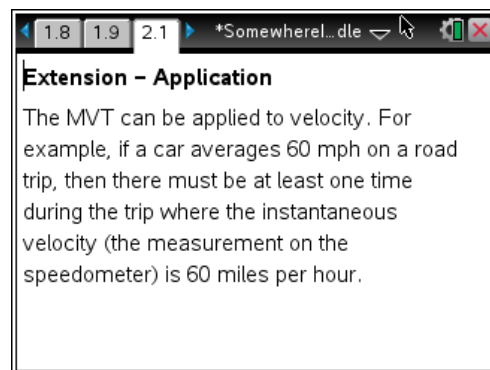 1.8 1.9 2.1 *SomewhereI…dle
Extension – Application
The MVT can be applied to velocity. For
example, if a car averages 60 mph on a road
trip, then there must be at least one time
during the trip where the instantaneous
velocity (the measurement on the
speedometer) is 60 miles per hour.